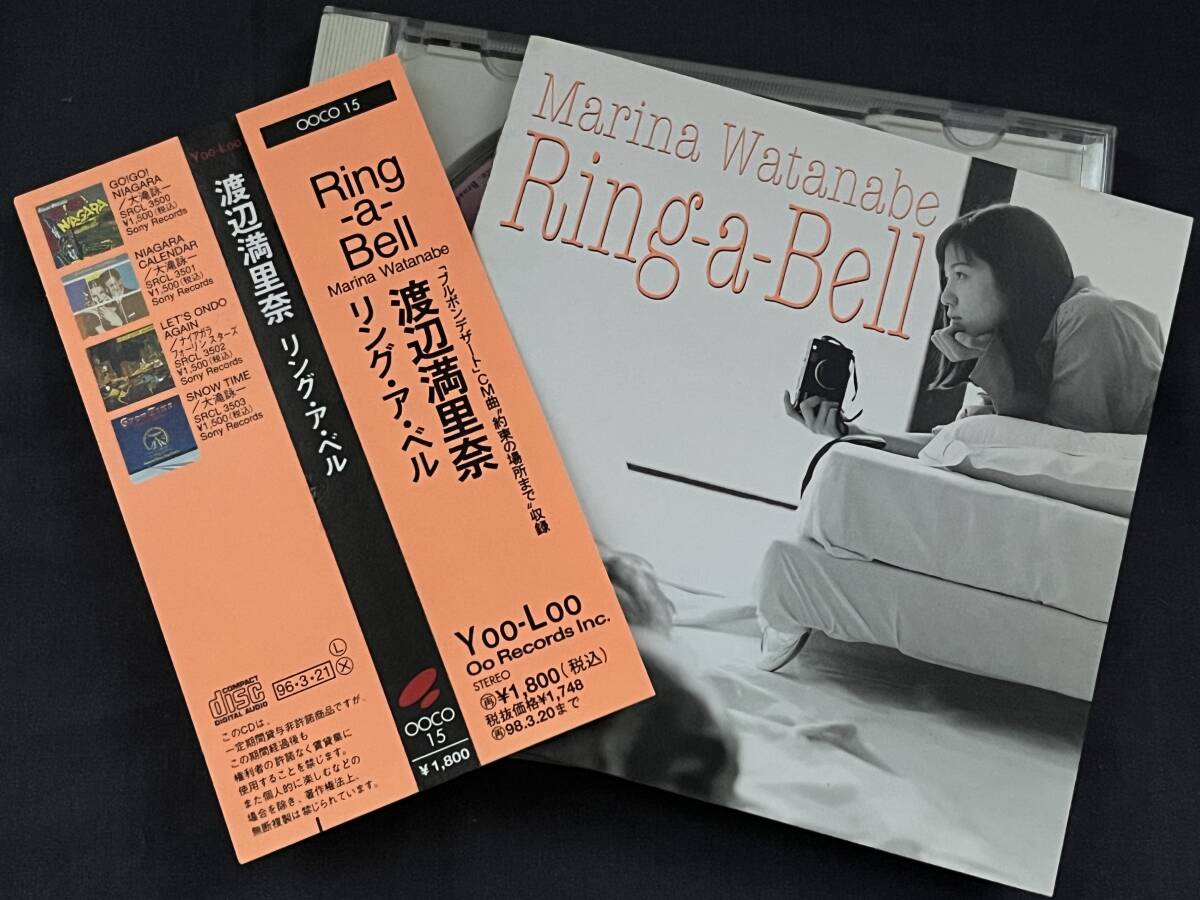 GO!GO!
NIAGARA
/大滝詠一
SRCL 3500
¥1,500(税込)
Sony Records
NIAGARA
CALENDAR
/大滝詠一
SRCL 3501
¥1,500(税込)
Sony Records
LET'S ONDO
AGAIN
/ナイアガラ
フォーリンスターズ
SRCL 3502
¥1,500(税込)
Sony Records
SNOW TIME
/大滝詠一
SRCL 3503
¥1,500(税込)
Sony Records
NIAGARA
COMPACT
disc
DIGITAL AUDIO
96・3・21
L
X
このCDは、
一定期間貸与非許諾商品ですが、
この期間経過後も
権利者の許諾なく賃貸業に
使用することを禁じます。
また個人的に楽しむなどの
場合を除き、著作権法上、
無断複製は禁じられています。
Yoo-Loo
渡辺満里奈 リング・ア・ベル
OOCO
15
¥1,800
OOCO 15
Ring
-a-
Bell
Marina Watanabe
「ブルボンデザート」CM曲"約束の場所まで"収録
渡辺満里奈
リング・ア・ベル
Yoo-Loo
Oo Records Inc.
STEREO
再¥1,800(税込)
税抜価格¥1,748
再98.3.20まで
Marina Watanabe
Ring-a-Bell